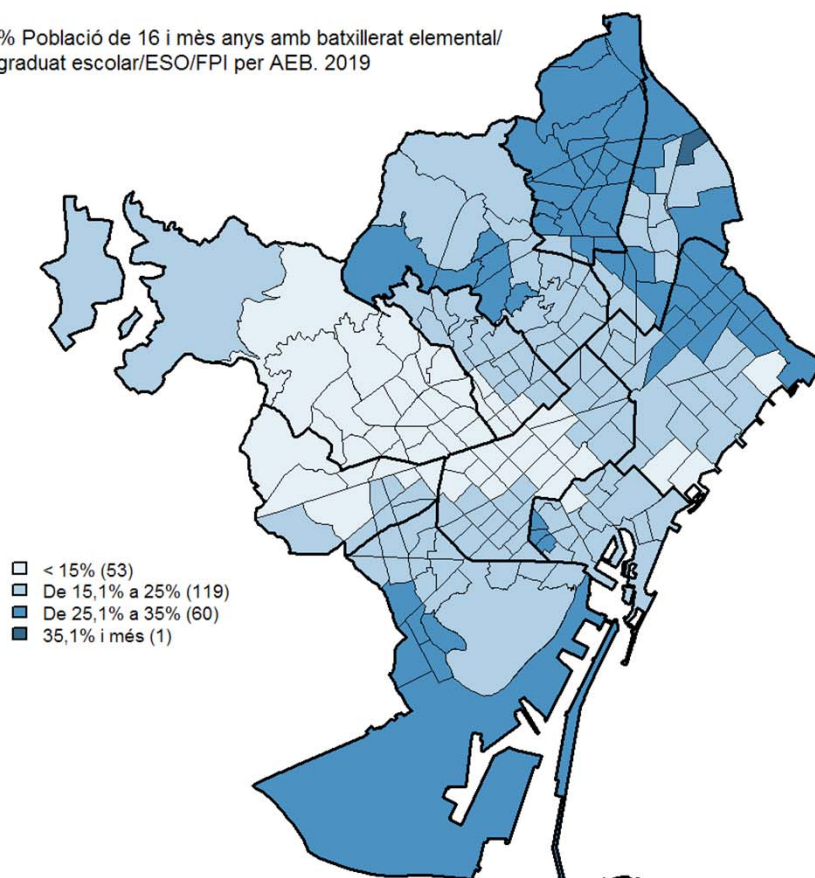 % Població de 16 i mès anys amb batxillerat elemental/
graduat escolar/ESO/FPI per AEB. 2019
< 15% (53)
De 15,1% a 25% (119)
De 25,1% a 35% (60)
35,1% i més (1)